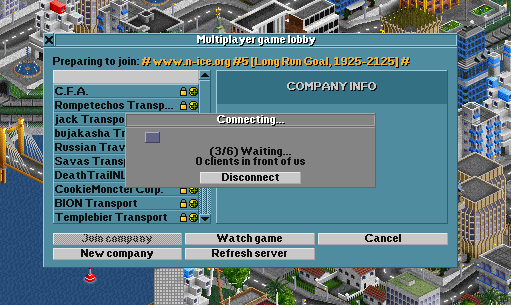 Multiplayer game lobby
Preparing to join: # www.n-ice.org #5 [Long Run Goal, 1925-2125] #
COMPANY INFO
C.F.A.
Rompetechos Transp...
jack Transpo
Connecting...
bujakasha Tr
Russian Trav
(3/6) Waiting...
Savas Trans
0 clients in front of us
DeathTrailNL
Disconnect
CookieMoncter Corp.
BION Transport
Templebier Transport
Join company
Watch game
Cancel
New company
Refresh server